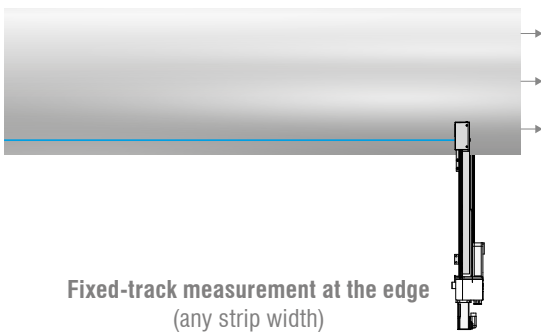 Fixed-track measurement at the edge
(any strip width)